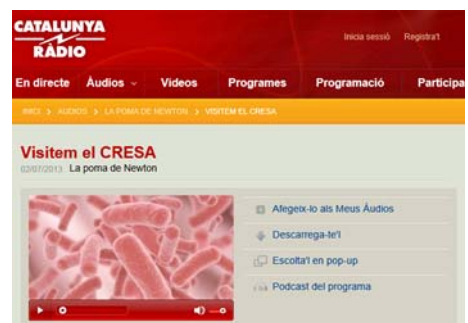 CATALUNYA
RÀDIO
Inicia sessió Registra't
En directe Àudios Vídeos Programes Programació Participa
INICI > ÀUDIOS > LA POMA DE NEWTON > VISITEM EL CRESA
Visitem el CRESA
02/07/2013 La poma de Newton
Afegeix-lo als Meus Àudios
Descarrega-te'l
Escolta'l en pop-up
Podcast del programa